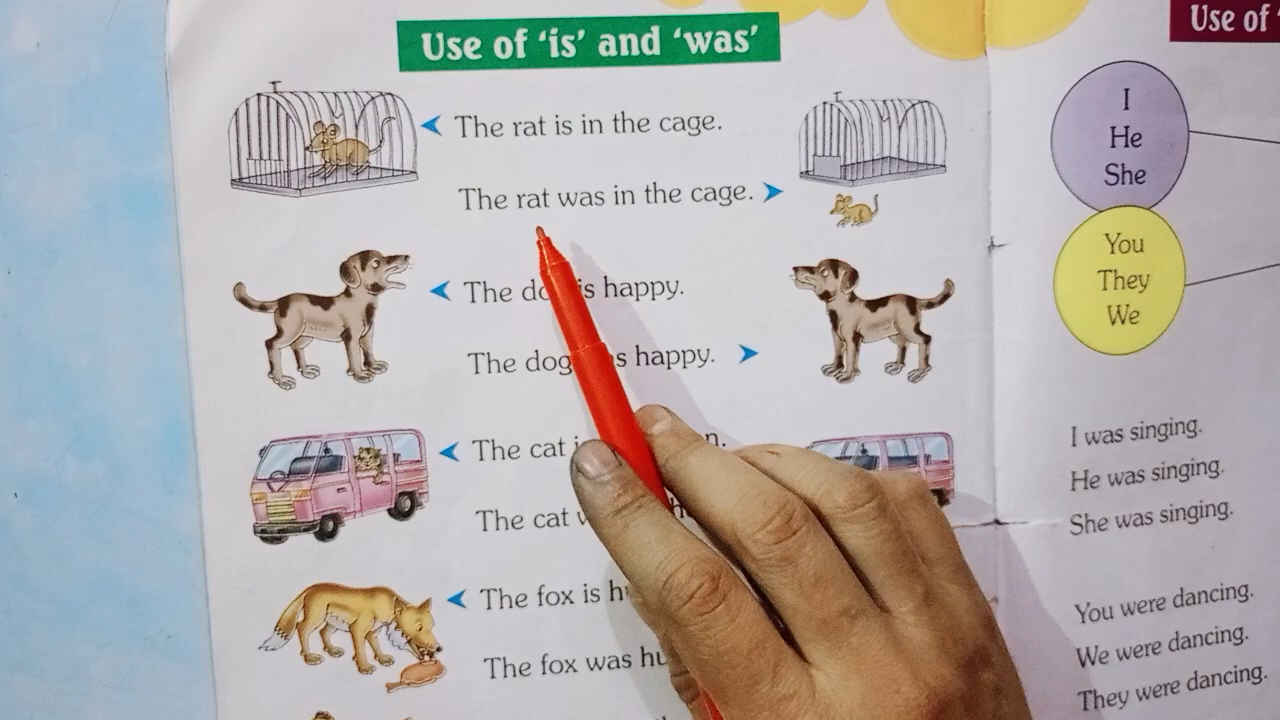 Use of 'is' and 'was'
The rat is in the cage.
The rat was in the cage.
The is happy.
The dog happy.
The cat
The cat
The fox is
The fox was
Use of
I
He
She
You
They
We
I was singing.
He was singing.
She was singing.
You were dancing.
We were dancing.
They were dancing.